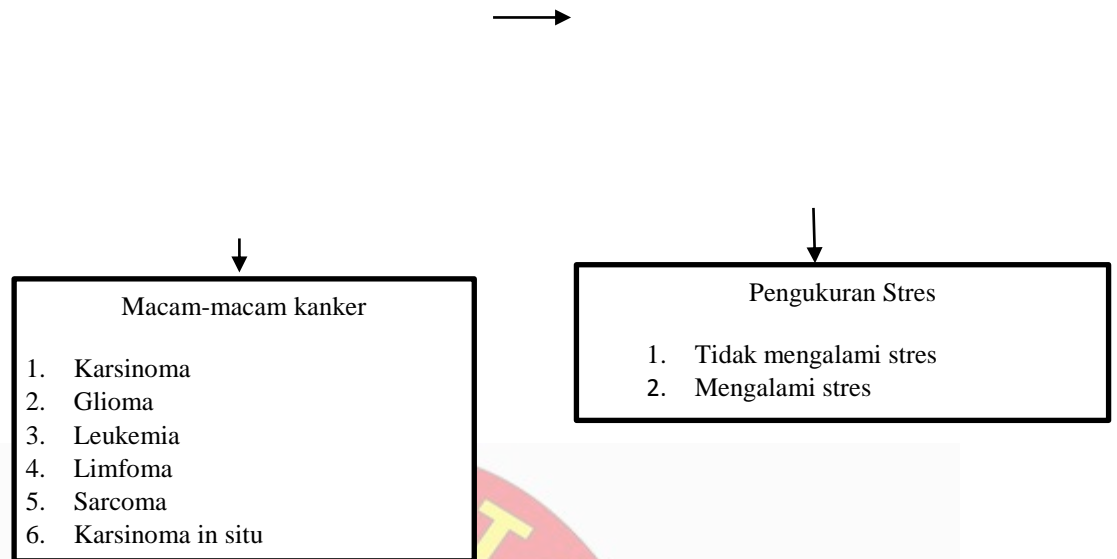 Macam-macam kanker
1. Karsinoma
2. Glioma
3. Leukemia
4. Limfoma
5. Sarcoma
6. Karsinoma in situ
Pengukuran Stres
1. Tidak mengalami stres
2. Mengalami stres
T